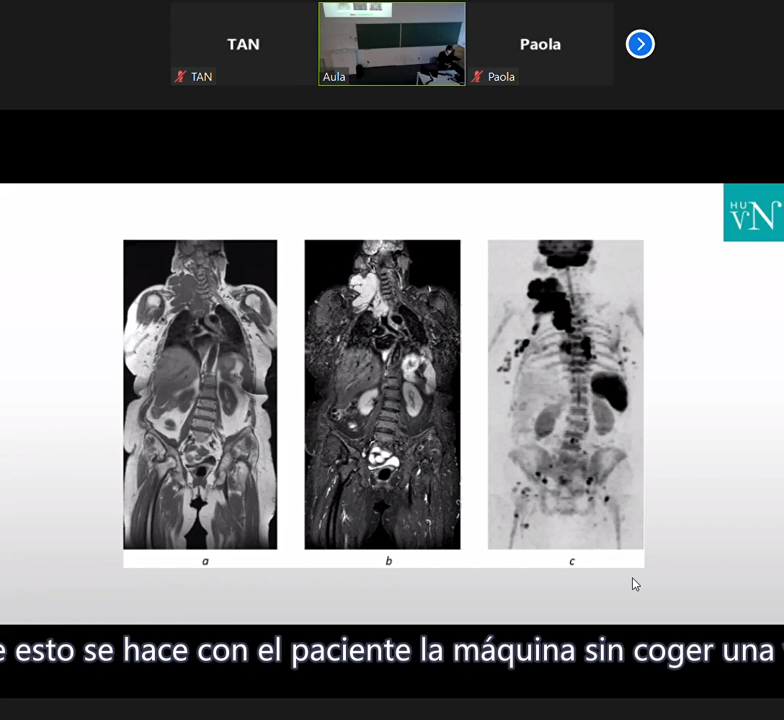 TAN
Paola
TAN
Aula
Paola
HU
VN
a
b
c
esto se hace con el paciente la máquina sin coger una